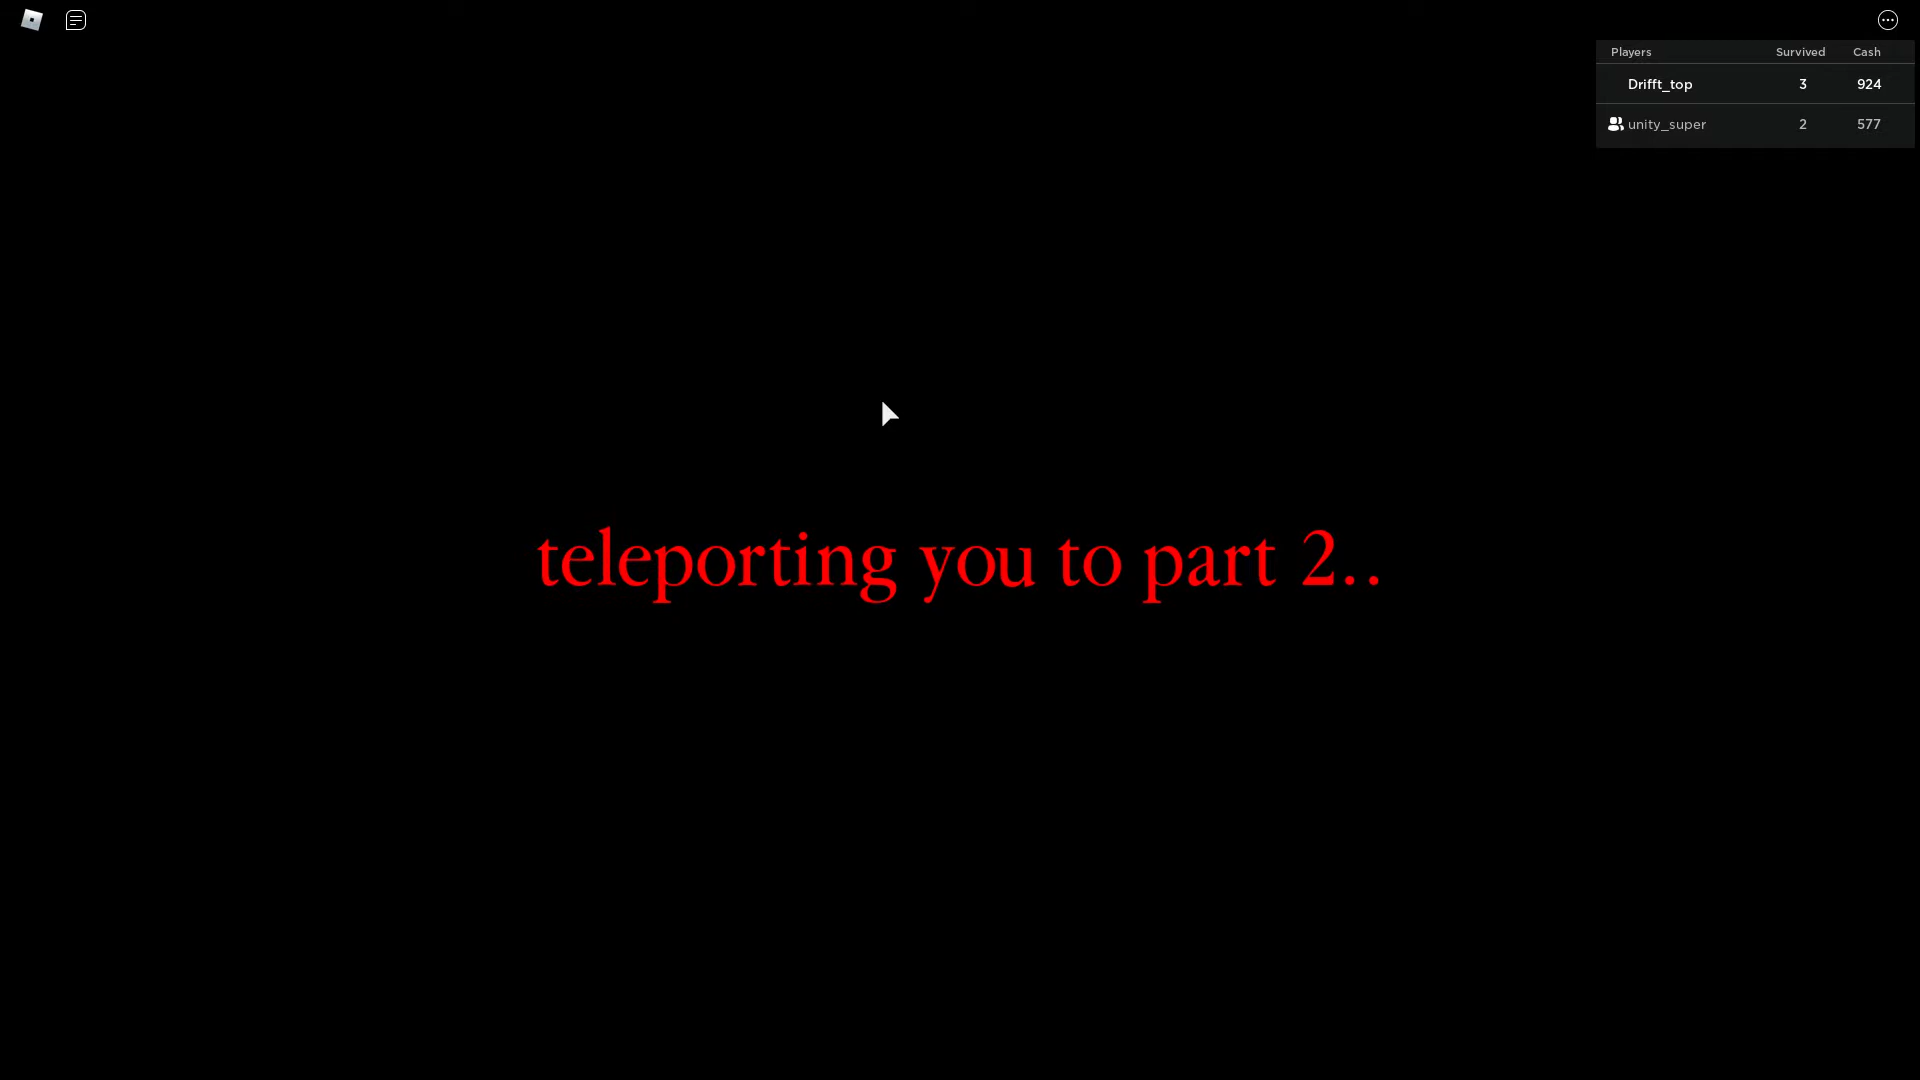 Players Survived Cash
Drifft_top 3 924
unity_super 2 577
teleporting you to part 2..